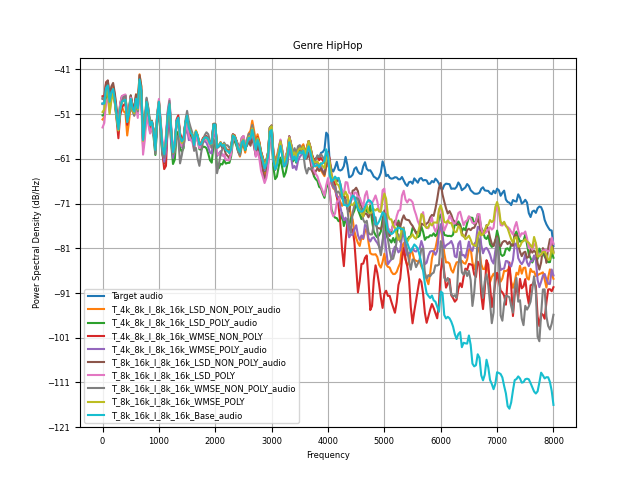 Genre HipHop
Power Spectral Density (dB/Hz)
−41
−51
−61
−71
−81
−91
−101
−111
−121
Target audio
T_4k_8k_I_8k_16k_LSD_NON_POLY_audio
T_4k_8k_I_8k_16k_LSD_POLY_audio
T_4k_8k_I_8k_16k_WMSE_NON_POLY
T_4k_8k_I_8k_16k_WMSE_POLY_audio
T_8k_16k_I_8k_16k_LSD_NON_POLY_audio
T_8k_16k_I_8k_16k_LSD_POLY
T_8k_16k_I_8k_16k_WMSE_NON_POLY_audio
T_8k_16k_I_8k_16k_WMSE_POLY
T_8k_16k_I_8k_16k_Base_audio
0 1000 2000 3000 4000 5000 6000 7000 8000
Frequency